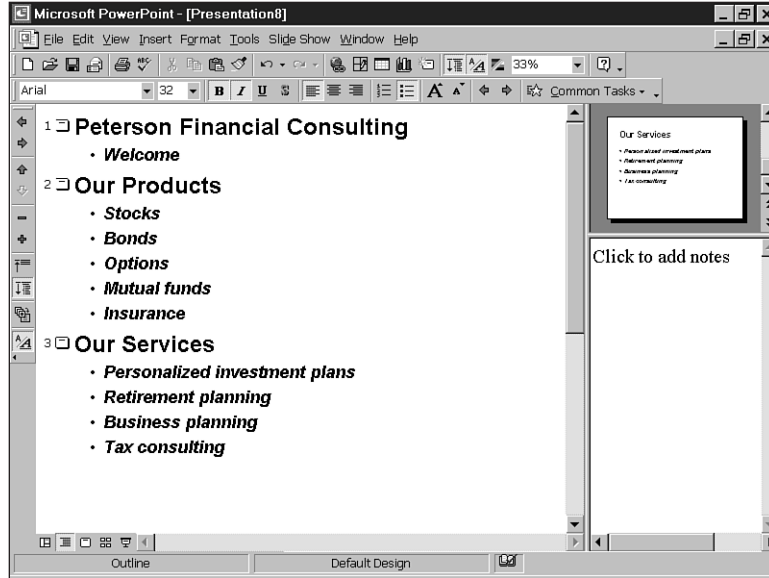 Microsoft PowerPoint - [Presentation8]
File Edit View Insert Format Tools Slide Show Window Help
33%
Arial 32 B I U S A A Common Tasks
1 Peterson Financial Consulting
• Welcome
2 Our Products
• Stocks
• Bonds
• Options
• Mutual funds
• Insurance
3 Our Services
• Personalized investment plans
• Retirement planning
• Business planning
• Tax consulting
Our Services
• Personalized investment plans
• Retirement planning
• Business planning
• Tax consulting
Click to add notes
Outline Default Design